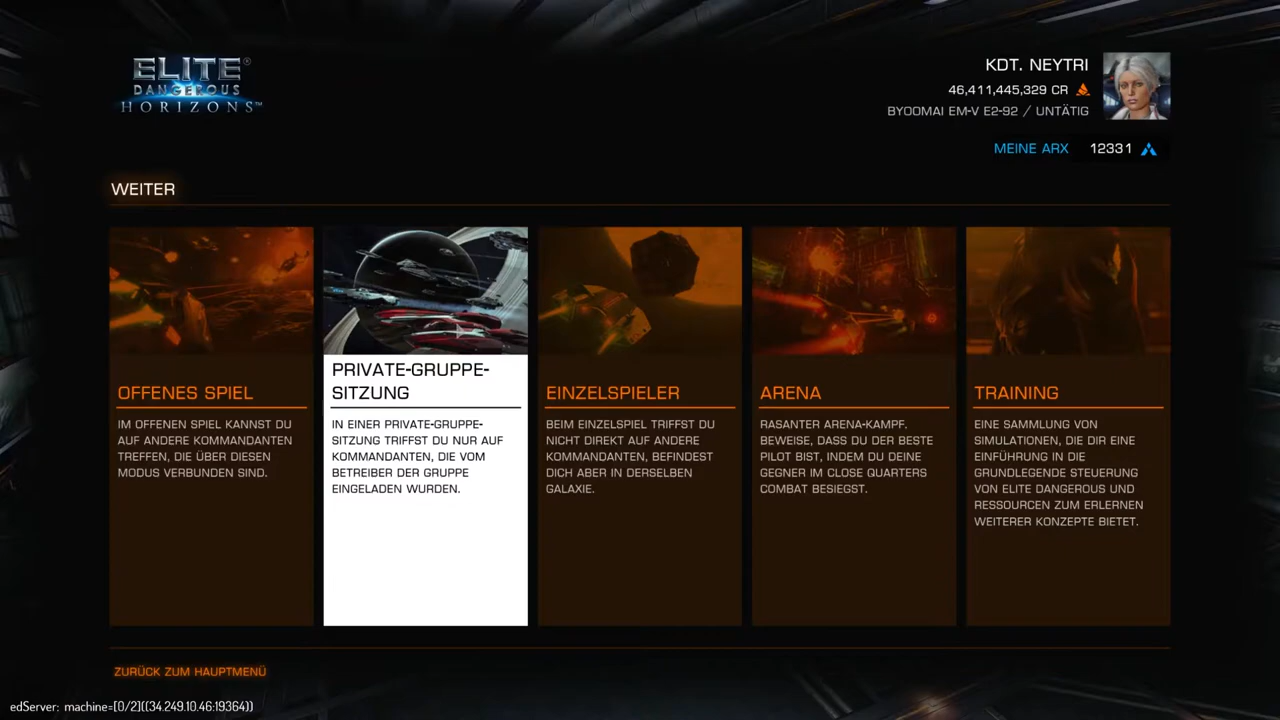 ELITE®
DANGEROUS
HORIZONS™
KDT. NEYTRI
46,411,445,329 CR
BYOOMAI EM-V E2-92 / UNTÄTIG
MEINE ARX 12331
WEITER
OFFENES SPIEL
IM OFFENEN SPIEL KANNST DU
AUF ANDERE KOMMANDANTEN
TREFFEN, DIE ÜBER DIESEN
MODUS VERBUNDEN SIND.
PRIVATE-GRUPPE-
SITZUNG
IN EINER PRIVATE-GRUPPE-
SITZUNG TRIFFST DU NUR AUF
KOMMANDANTEN, DIE VOM
BETREIBER DER GRUPPE
EINGELADEN WURDEN.
EINZELSPIELER
BEIM EINZELSPIEL TRIFFST DU
NICHT DIREKT AUF ANDERE
KOMMANDANTEN, BEFINDEST
DICH ABER IN DERSELBEN
GALAXIE.
ARENA
RASANTER ARENA-KAMPF.
BEWEISE, DASS DU DER BESTE
PILOT BIST, INDEM DU DEINE
GEGNER IM CLOSE QUARTERS
COMBAT BESIEGST.
TRAINING
EINE SAMMLUNG VON
SIMULATIONEN, DIE DIR EINE
EINFÜHRUNG IN DIE
GRUNDLEGENDE STEUERUNG
VON ELITE DANGEROUS UND
RESSOURCEN ZUM ERLERNEN
WEITERER KONZEPTE BIETET.
ZURÜCK ZUM HAUPTMENÜ
edServer: machine=[0/2]((34.249.10.46:19364))